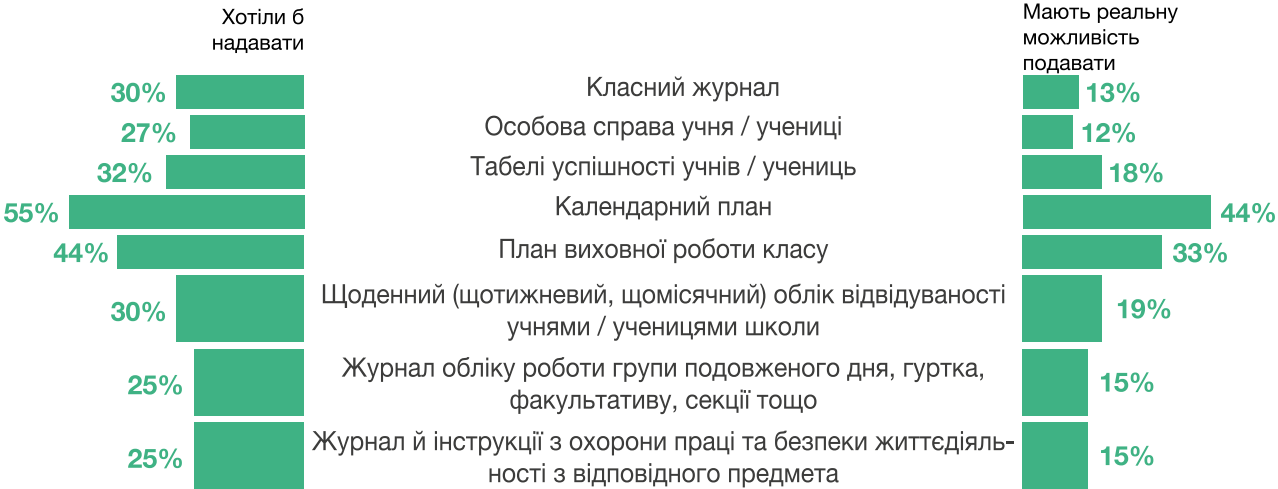 Хотіли б
надавати
Мають реальну
можливість
подавати
30%
Класний журнал
13%
27%
Особова справа учня / учениці
12%
32%
Табелі успішності учнів / учениць
18%
55%
Календарний план
44%
44%
План виховної роботи класу
33%
30%
Щоденний (щотижневий, щомісячний) облік відвідуваності
учнями / ученицями школи
19%
25%
Журнал обліку роботи групи подовженого дня, гуртка,
факультативу, секції тощо
15%
25%
Журнал й інструкції з охорони праці та безпеки життєдіяль-
ності з відповідного предмета
15%